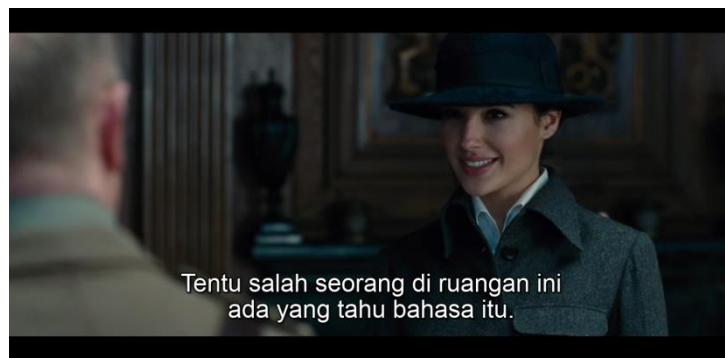 Tentu salah seorang di ruangan ini
ada yang tahu bahasa itu.